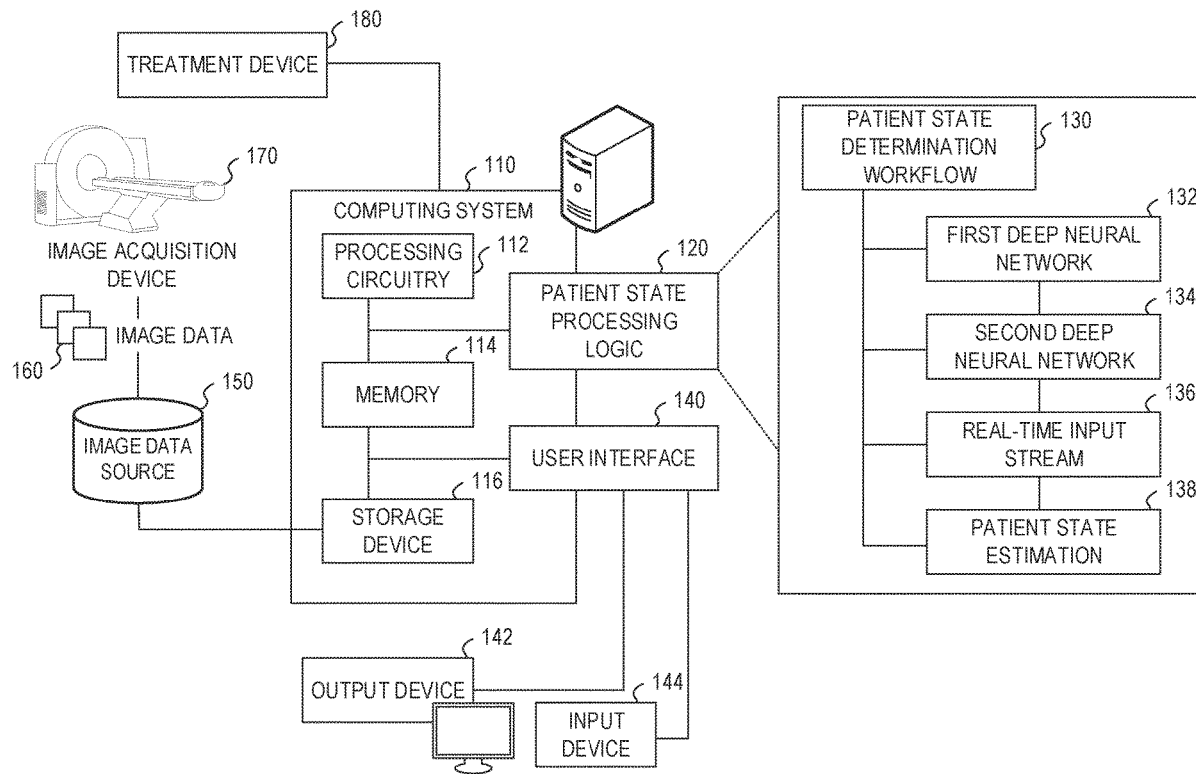 180
TREATMENT DEVICE
170
IMAGE ACQUISITION
DEVICE
160
IMAGE DATA
150
IMAGE DATA
SOURCE
110
COMPUTING SYSTEM
PROCESSING
CIRCUITRY
112
114
MEMORY
116
STORAGE
DEVICE
120
PATIENT STATE
PROCESSING
LOGIC
140
USER INTERFACE
142
OUTPUT DEVICE
144
INPUT
DEVICE
PATIENT STATE
DETERMINATION
WORKFLOW
130
132
FIRST DEEP NEURAL
NETWORK
134
SECOND DEEP
NEURAL NETWORK
136
REAL-TIME INPUT
STREAM
138
PATIENT STATE
ESTIMATION